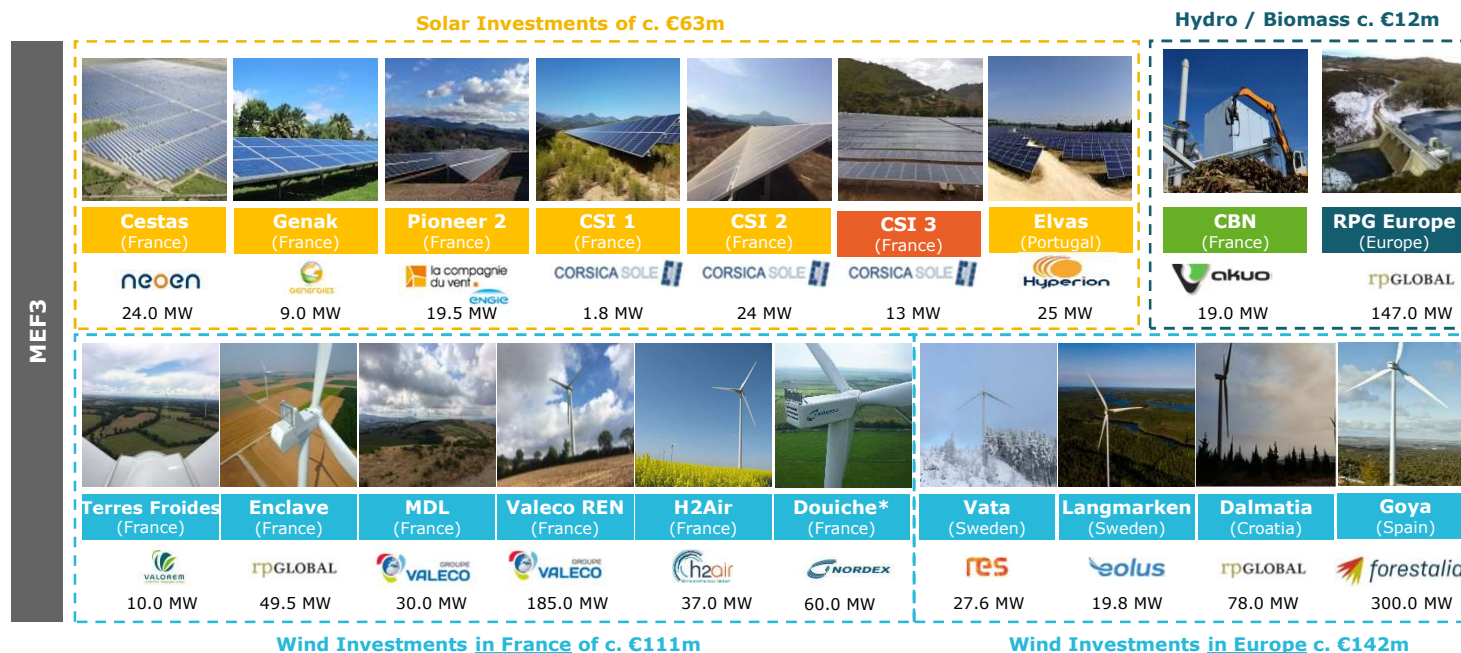 Solar Investments of c. €63m
Hydro / Biomass c. €12m
MEF3
Cestas
(France)
neoen
24.0 MW
Genak
(France)
GENERGIES
9.0 MW
Pioneer 2
(France)
la compagnie
du vent
ENGIE
19.5 MW
CSI 1
(France)
CORSICA SOLE
1.8 MW
CSI 2
(France)
CORSICA SOLE
24 MW
CSI 3
(France)
CORSICA SOLE
13 MW
Elvas
(Portugal)
Hyperion
25 MW
CBN
(France)
akuo
19.0 MW
RPG Europe
(Europe)
rpGLOBAL
147.0 MW
Terres Froides
(France)
VALOREM
10.0 MW
Enclave
(France)
rpGLOBAL
49.5 MW
MDL
(France)
GROUPE
VALECO
30.0 MW
Valeco REN
(France)
GROUPE
VALECO
185.0 MW
H2Air
(France)
h2air
37.0 MW
NORDEX
Douiche*
(France)
NORDEX
60.0 MW
Vata
(Sweden)
res
27.6 MW
Langmarken
(Sweden)
eolus
19.8 MW
Dalmatia
(Croatia)
rpGLOBAL
78.0 MW
Goya
(Spain)
forestalia
300.0 MW
Wind Investments in France of c. €111m
Wind Investments in Europe c. €142m